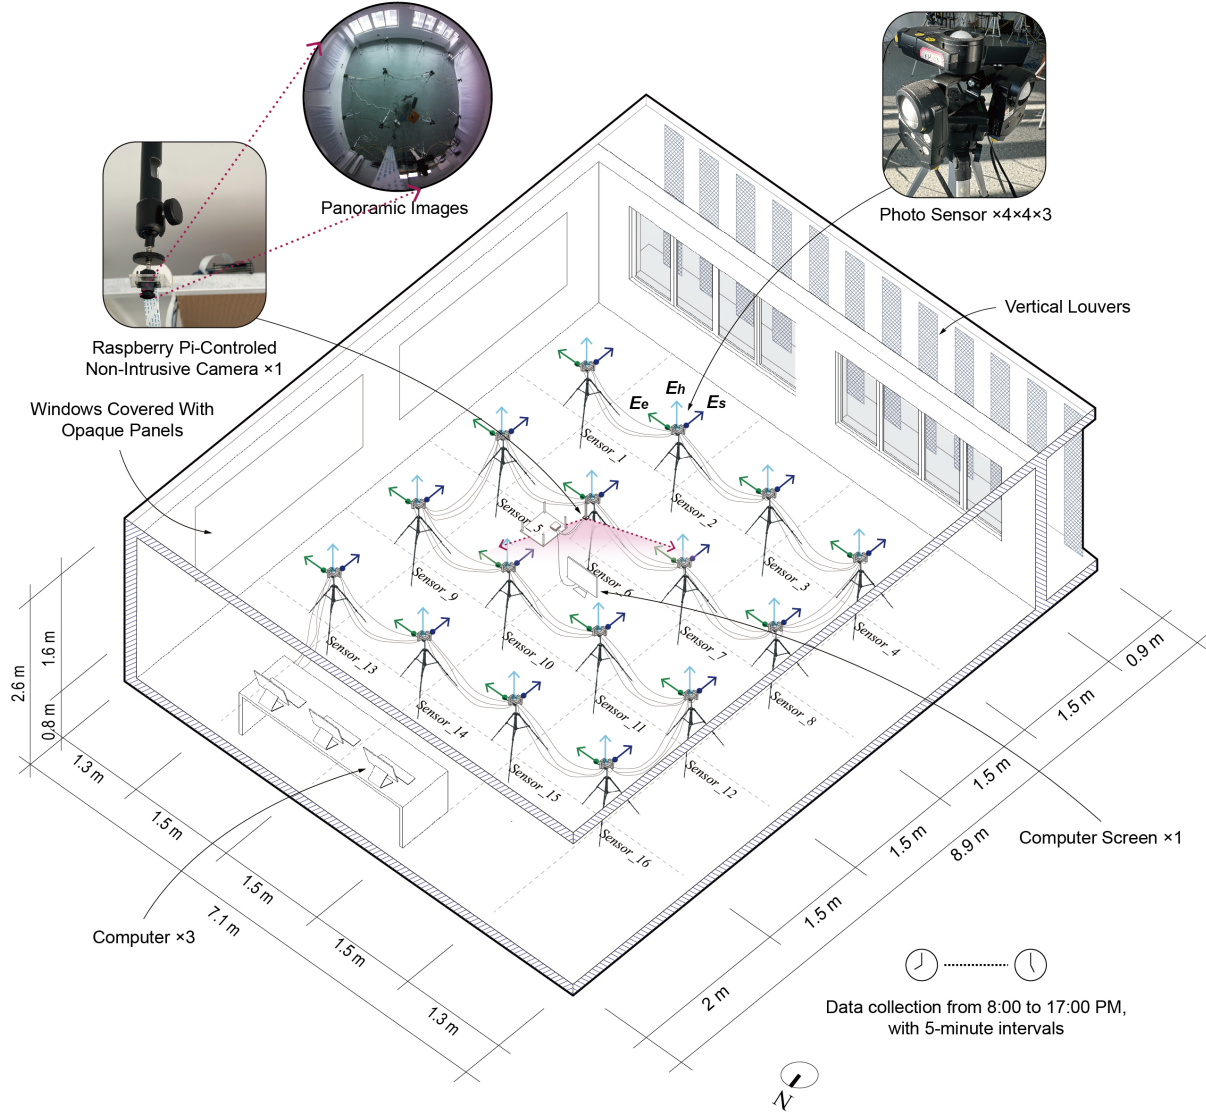 Panoramic Images
Photo Sensor ×4×4×3
Raspberry Pi-Controled
Non-Intrusive Camera ×1
Vertical Louvers
Windows Covered With
Opaque Panels
Eh
Ee
Es
Sensor_1
Sensor_2
Sensor_3
Sensor_4
Sensor_5
Sensor_6
Sensor_7
Sensor_8
Sensor_9
Sensor_10
Sensor_11
Sensor_12
Sensor_13
Sensor_14
Sensor_15
Sensor_16
2.6 m
1.6 m
0.8 m
1.3 m
1.5 m
1.5 m
1.5 m
1.3 m
7.1 m
0.9 m
1.5 m
1.5 m
1.5 m
1.5 m
2 m
8.9 m
Computer Screen ×1
Computer ×3
Data collection from 8:00 to 17:00 PM,
with 5-minute intervals
N